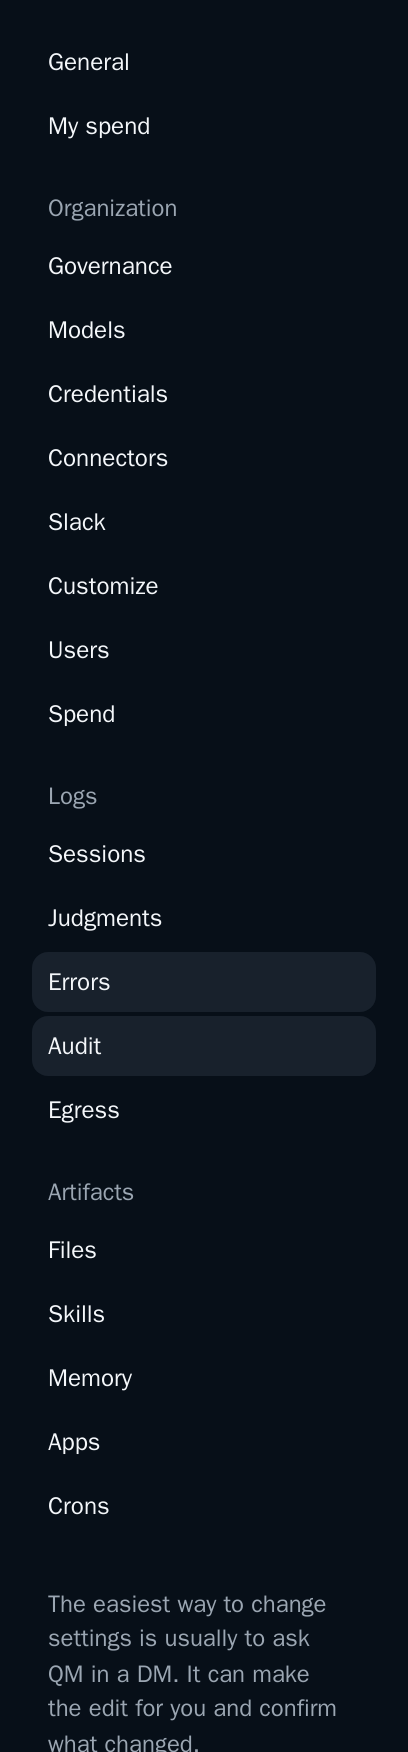 General
My spend
Organization
Governance
Models
Credentials
Connectors
Slack
Customize
Users
Spend
Logs
Sessions
Judgments
Errors
Audit
Egress
Artifacts
Files
Skills
Memory
Apps
Crons
The easiest way to change
settings is usually to ask
QM in a DM. It can make
the edit for you and confirm
what changed.